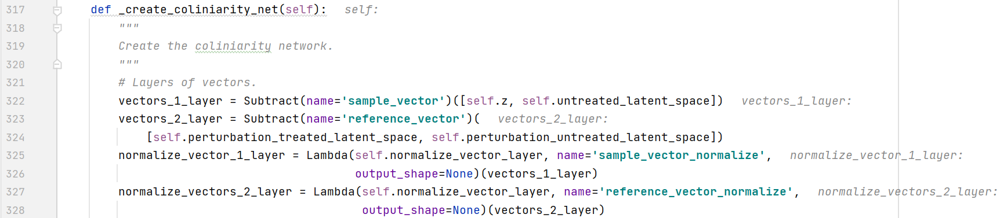 317 def _create_coliniarity_net(self): self:
318 """
319 Create the coliniarity network.
320 """
321 # Layers of vectors.
322 vectors_1_layer = Subtract(name='sample_vector')([self.z, self.untreated_latent_space]) vectors_1_layer:
323 vectors_2_layer = Subtract(name='reference_vector')( vectors_2_layer:
324 [self.perturbation_treated_latent_space, self.perturbation_untreated_latent_space])
325 normalize_vector_1_layer = Lambda(self.normalize_vector_layer, name='sample_vector_normalize', normalize_vector_1_layer:
326 output_shape=None)(vectors_1_layer)
327 normalize_vectors_2_layer = Lambda(self.normalize_vector_layer, name='reference_vector_normalize', normalize_vectors_2_layer:
328 output_shape=None)(vectors_2_layer)